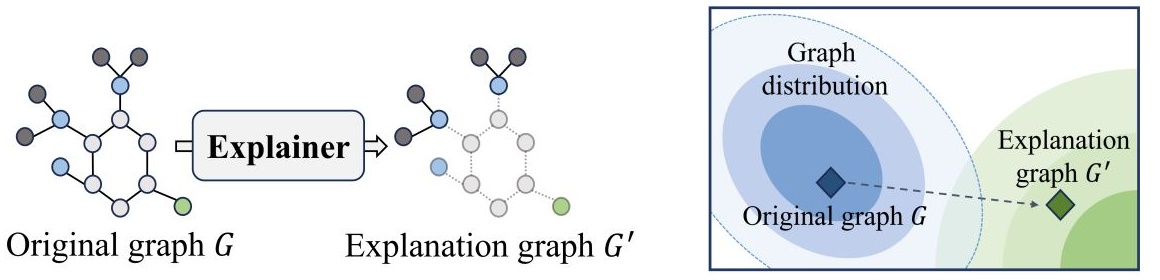 Explainer
Original graph G
Explanation graph G′
Graph
distribution
Original graph G
Explanation
graph G′